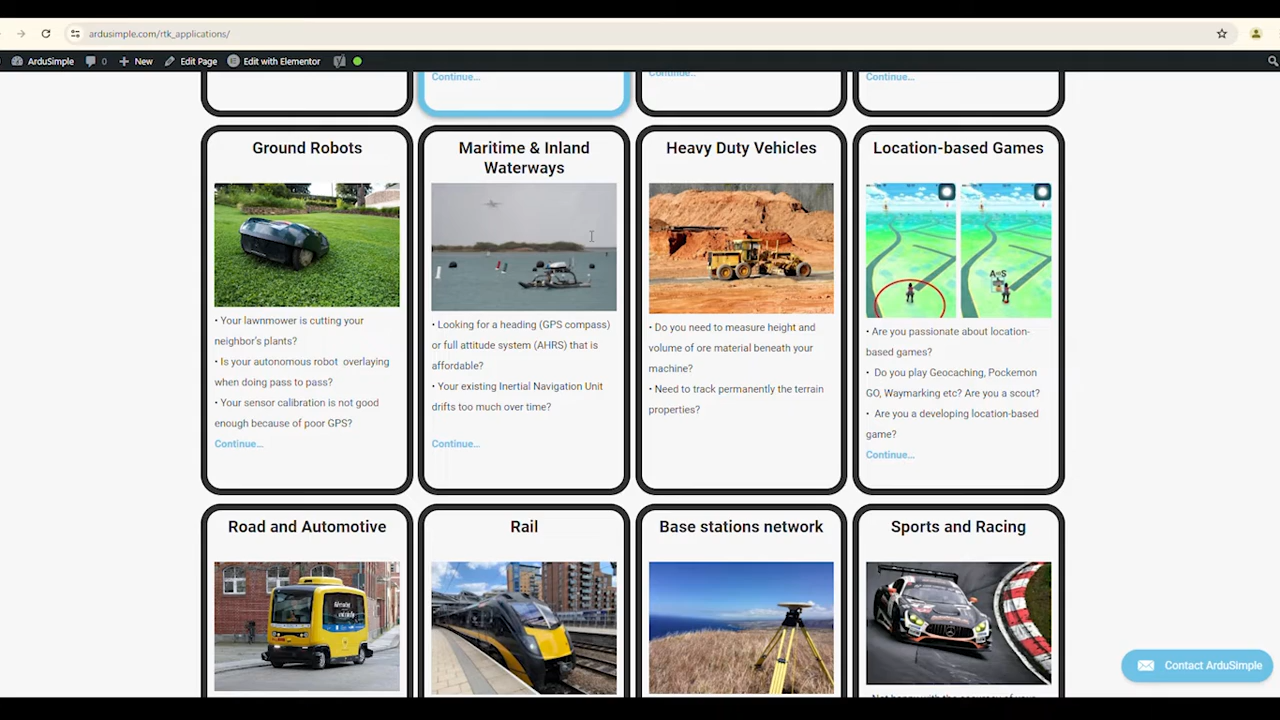 ardusimple.com/rtk_applications/
ArduSimple
0
New
Edit Page
Edit with Elementor
Continue...
Continue..
Continue...
Ground Robots
• Your lawnmower is cutting your
neighbor's plants?
• Is your autonomous robot overlaying
when doing pass to pass?
• Your sensor calibration is not good
enough because of poor GPS?
Continue...
Maritime & Inland
Waterways
• Looking for a heading (GPS compass)
or full attitude system (AHRS) that is
affordable?
• Your existing Inertial Navigation Unit
drifts too much over time?
Continue...
Heavy Duty Vehicles
• Do you need to measure height and
volume of ore material beneath your
machine?
• Need to track permanently the terrain
properties?
Location-based Games
A-S
• Are you passionate about location-
based games?
• Do you play Geocaching, Pockemon
GO, Waymarking etc? Are you a scout?
• Are you a developing location-based
game?
Continue...
Road and Automotive
Rail
Base stations network
Sports and Racing
Contact ArduSimple